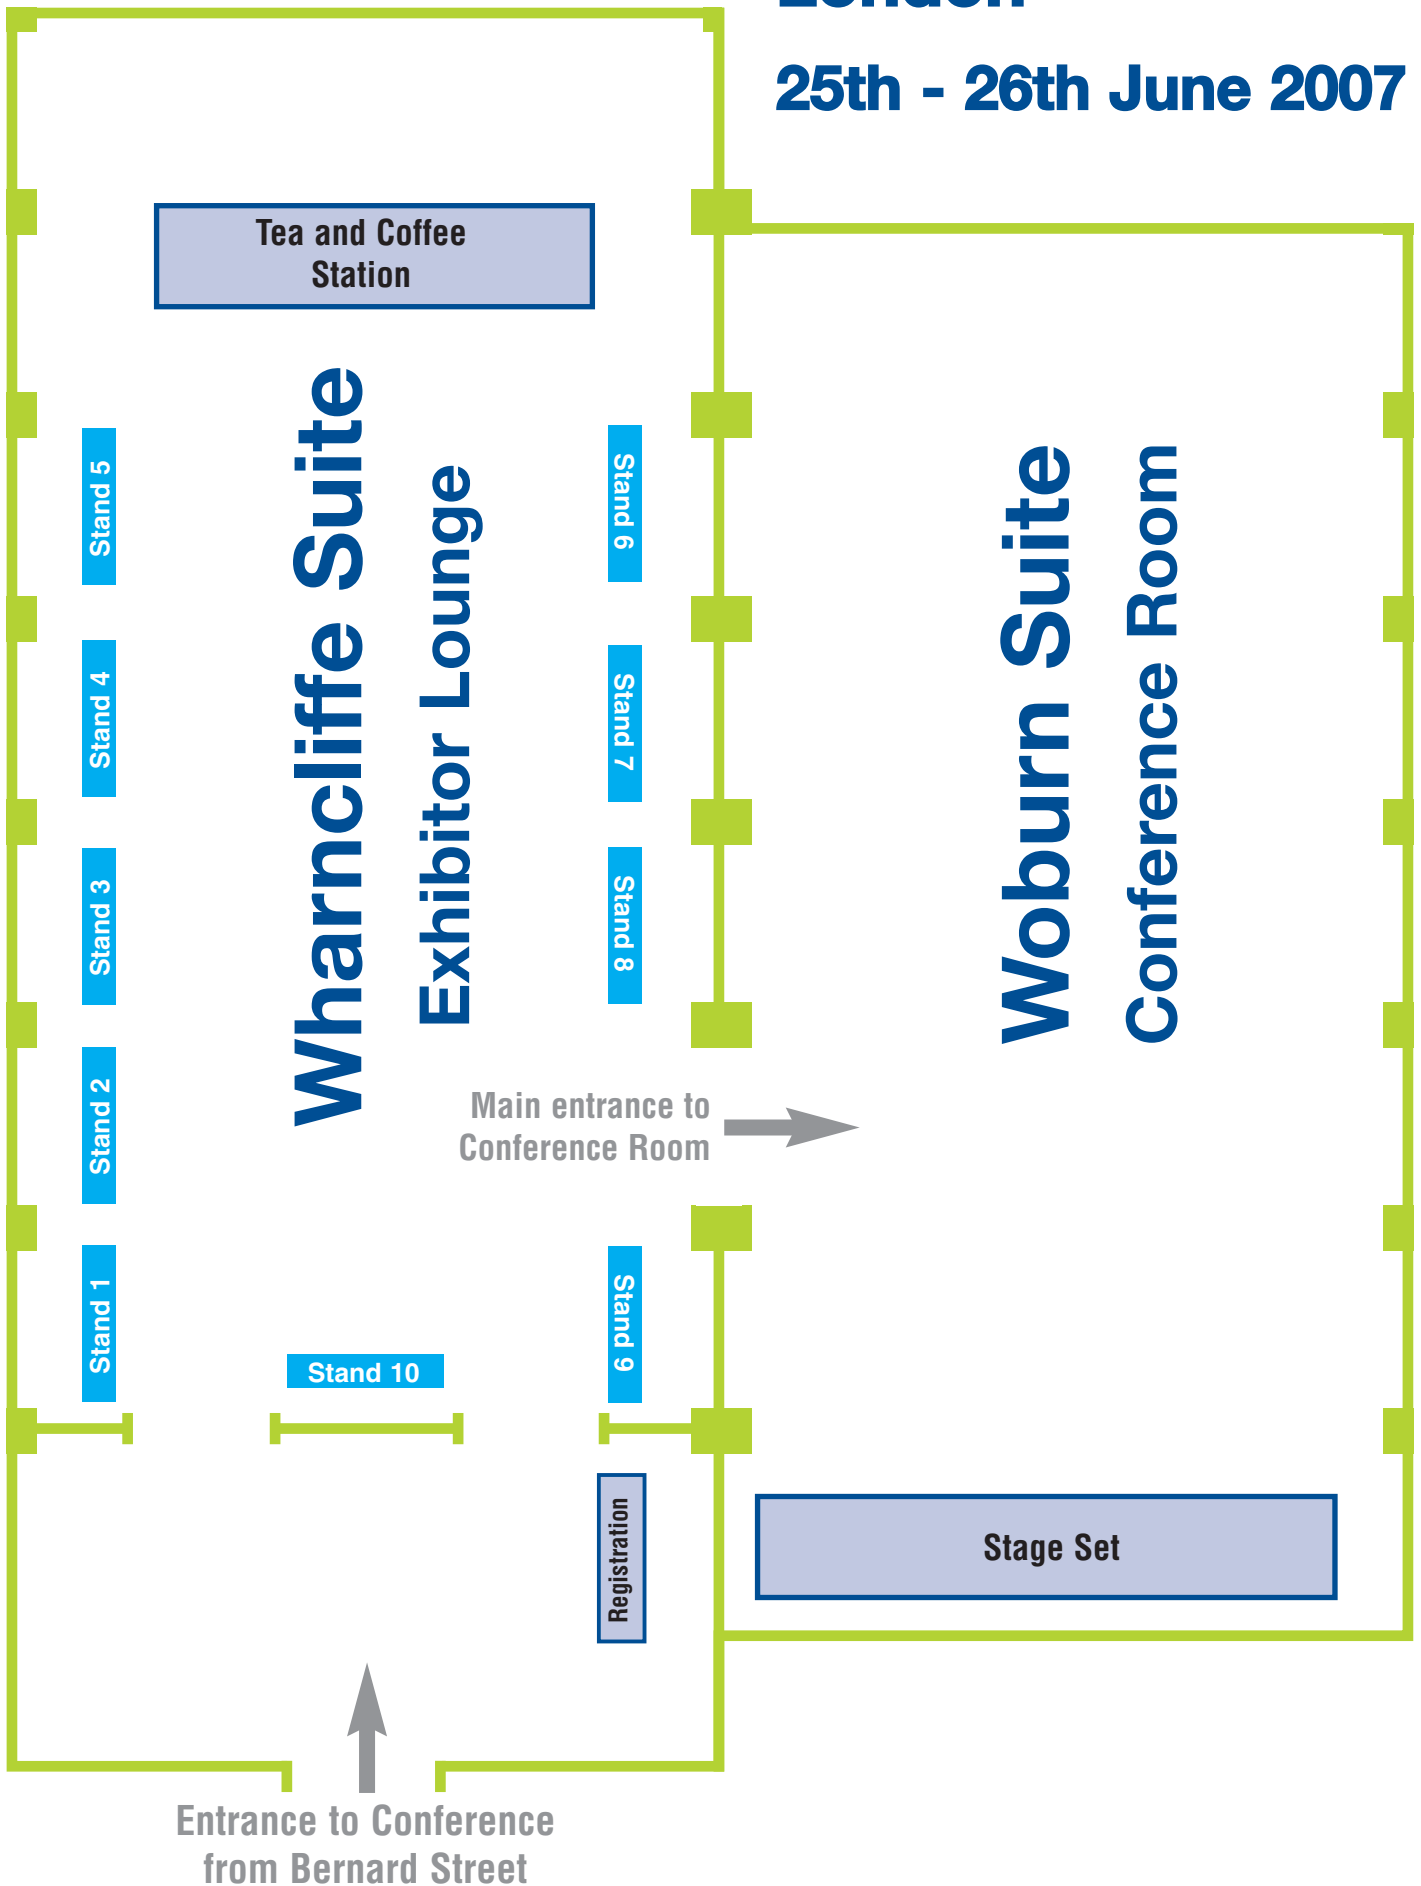 London
25th - 26th June 2007
Tea and Coffee
Station
Wharncliffe Suite
Exhibitor Lounge
Woburn Suite
Conference Room
Stand 5
Stand 6
Stand 4
Stand 7
Stand 3
Stand 8
Stand 2
Main entrance to
Conference Room
Stand 1
Stand 9
Stand 10
Registration
Stage Set
Entrance to Conference
from Bernard Street